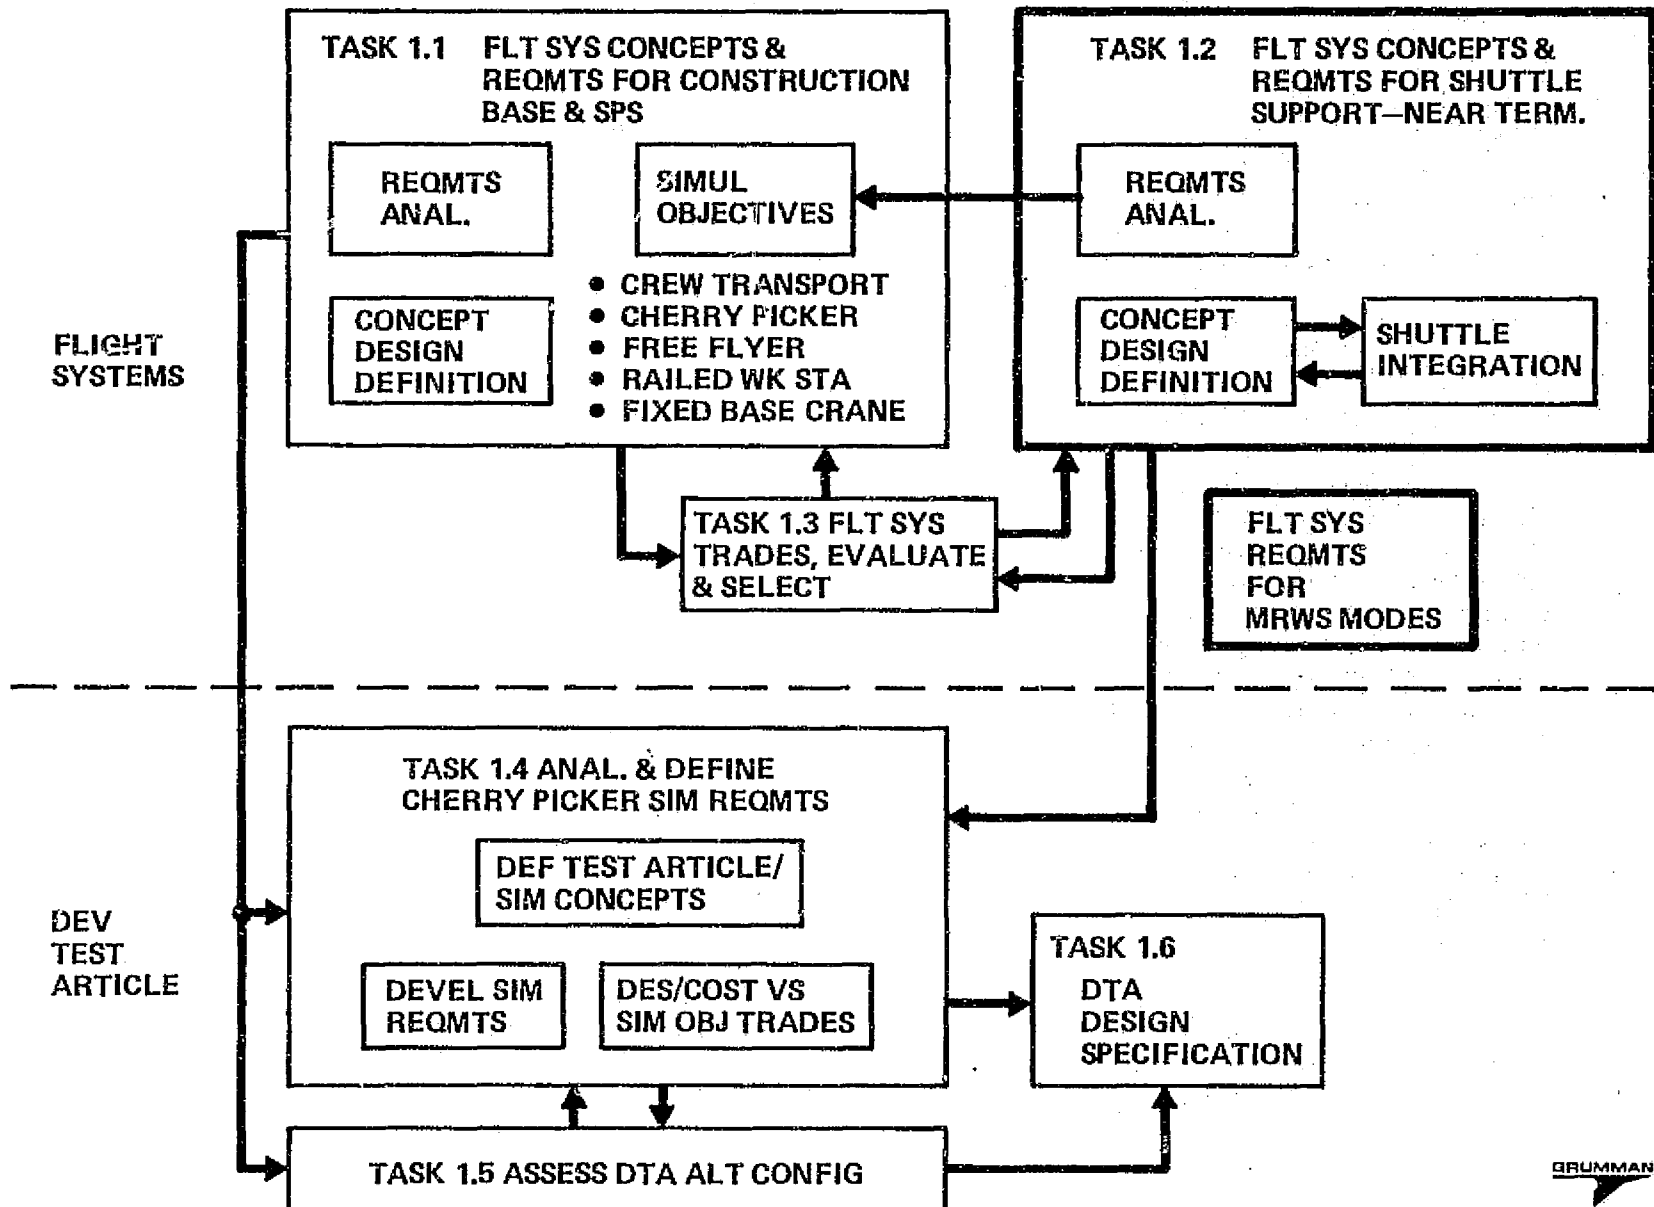 TASK 1.1 FLT SYS CONCEPTS &
REQMTS FOR CONSTRUCTION
BASE & SPS
REQMTS
ANAL.
SIMUL
OBJECTIVES
CONCEPT
DESIGN
DEFINITION
• CREW TRANSPORT
• CHERRY PICKER
• FREE FLYER
• RAILED WK STA
• FIXED BASE CRANE
TASK 1.2 FLT SYS CONCEPTS &
REQMTS FOR SHUTTLE
SUPPORT—NEAR TERM.
REQMTS
ANAL.
CONCEPT
DESIGN
DEFINITION
SHUTTLE
INTEGRATION
FLIGHT
SYSTEMS
TASK 1.3 FLT SYS
TRADES, EVALUATE
& SELECT
FLT SYS
REQMTS
FOR
MRWS MODES
TASK 1.4 ANAL. & DEFINE
CHERRY PICKER SIM REQMTS
DEF TEST ARTICLE/
SIM CONCEPTS
DEVEL SIM
REQMTS
DES/COST VS
SIM OBJ TRADES
DEV
TEST
ARTICLE
TASK 1.6
DTA
DESIGN
SPECIFICATION
TASK 1.5 ASSESS DTA ALT CONFIG
GRUMMAN